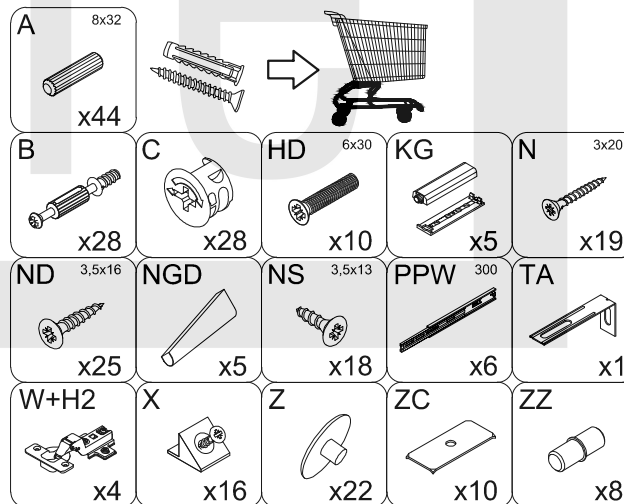 A 8x32
x44
B
x28
C
x28
HD 6x30
x10
KG
x5
N 3x20
x19
ND 3,5x16
x25
NGD
x5
NS 3,5x13
x18
PPW 300
x6
TA
x1
W+H2
x4
X
x16
Z
x22
ZC
x10
ZZ
x8